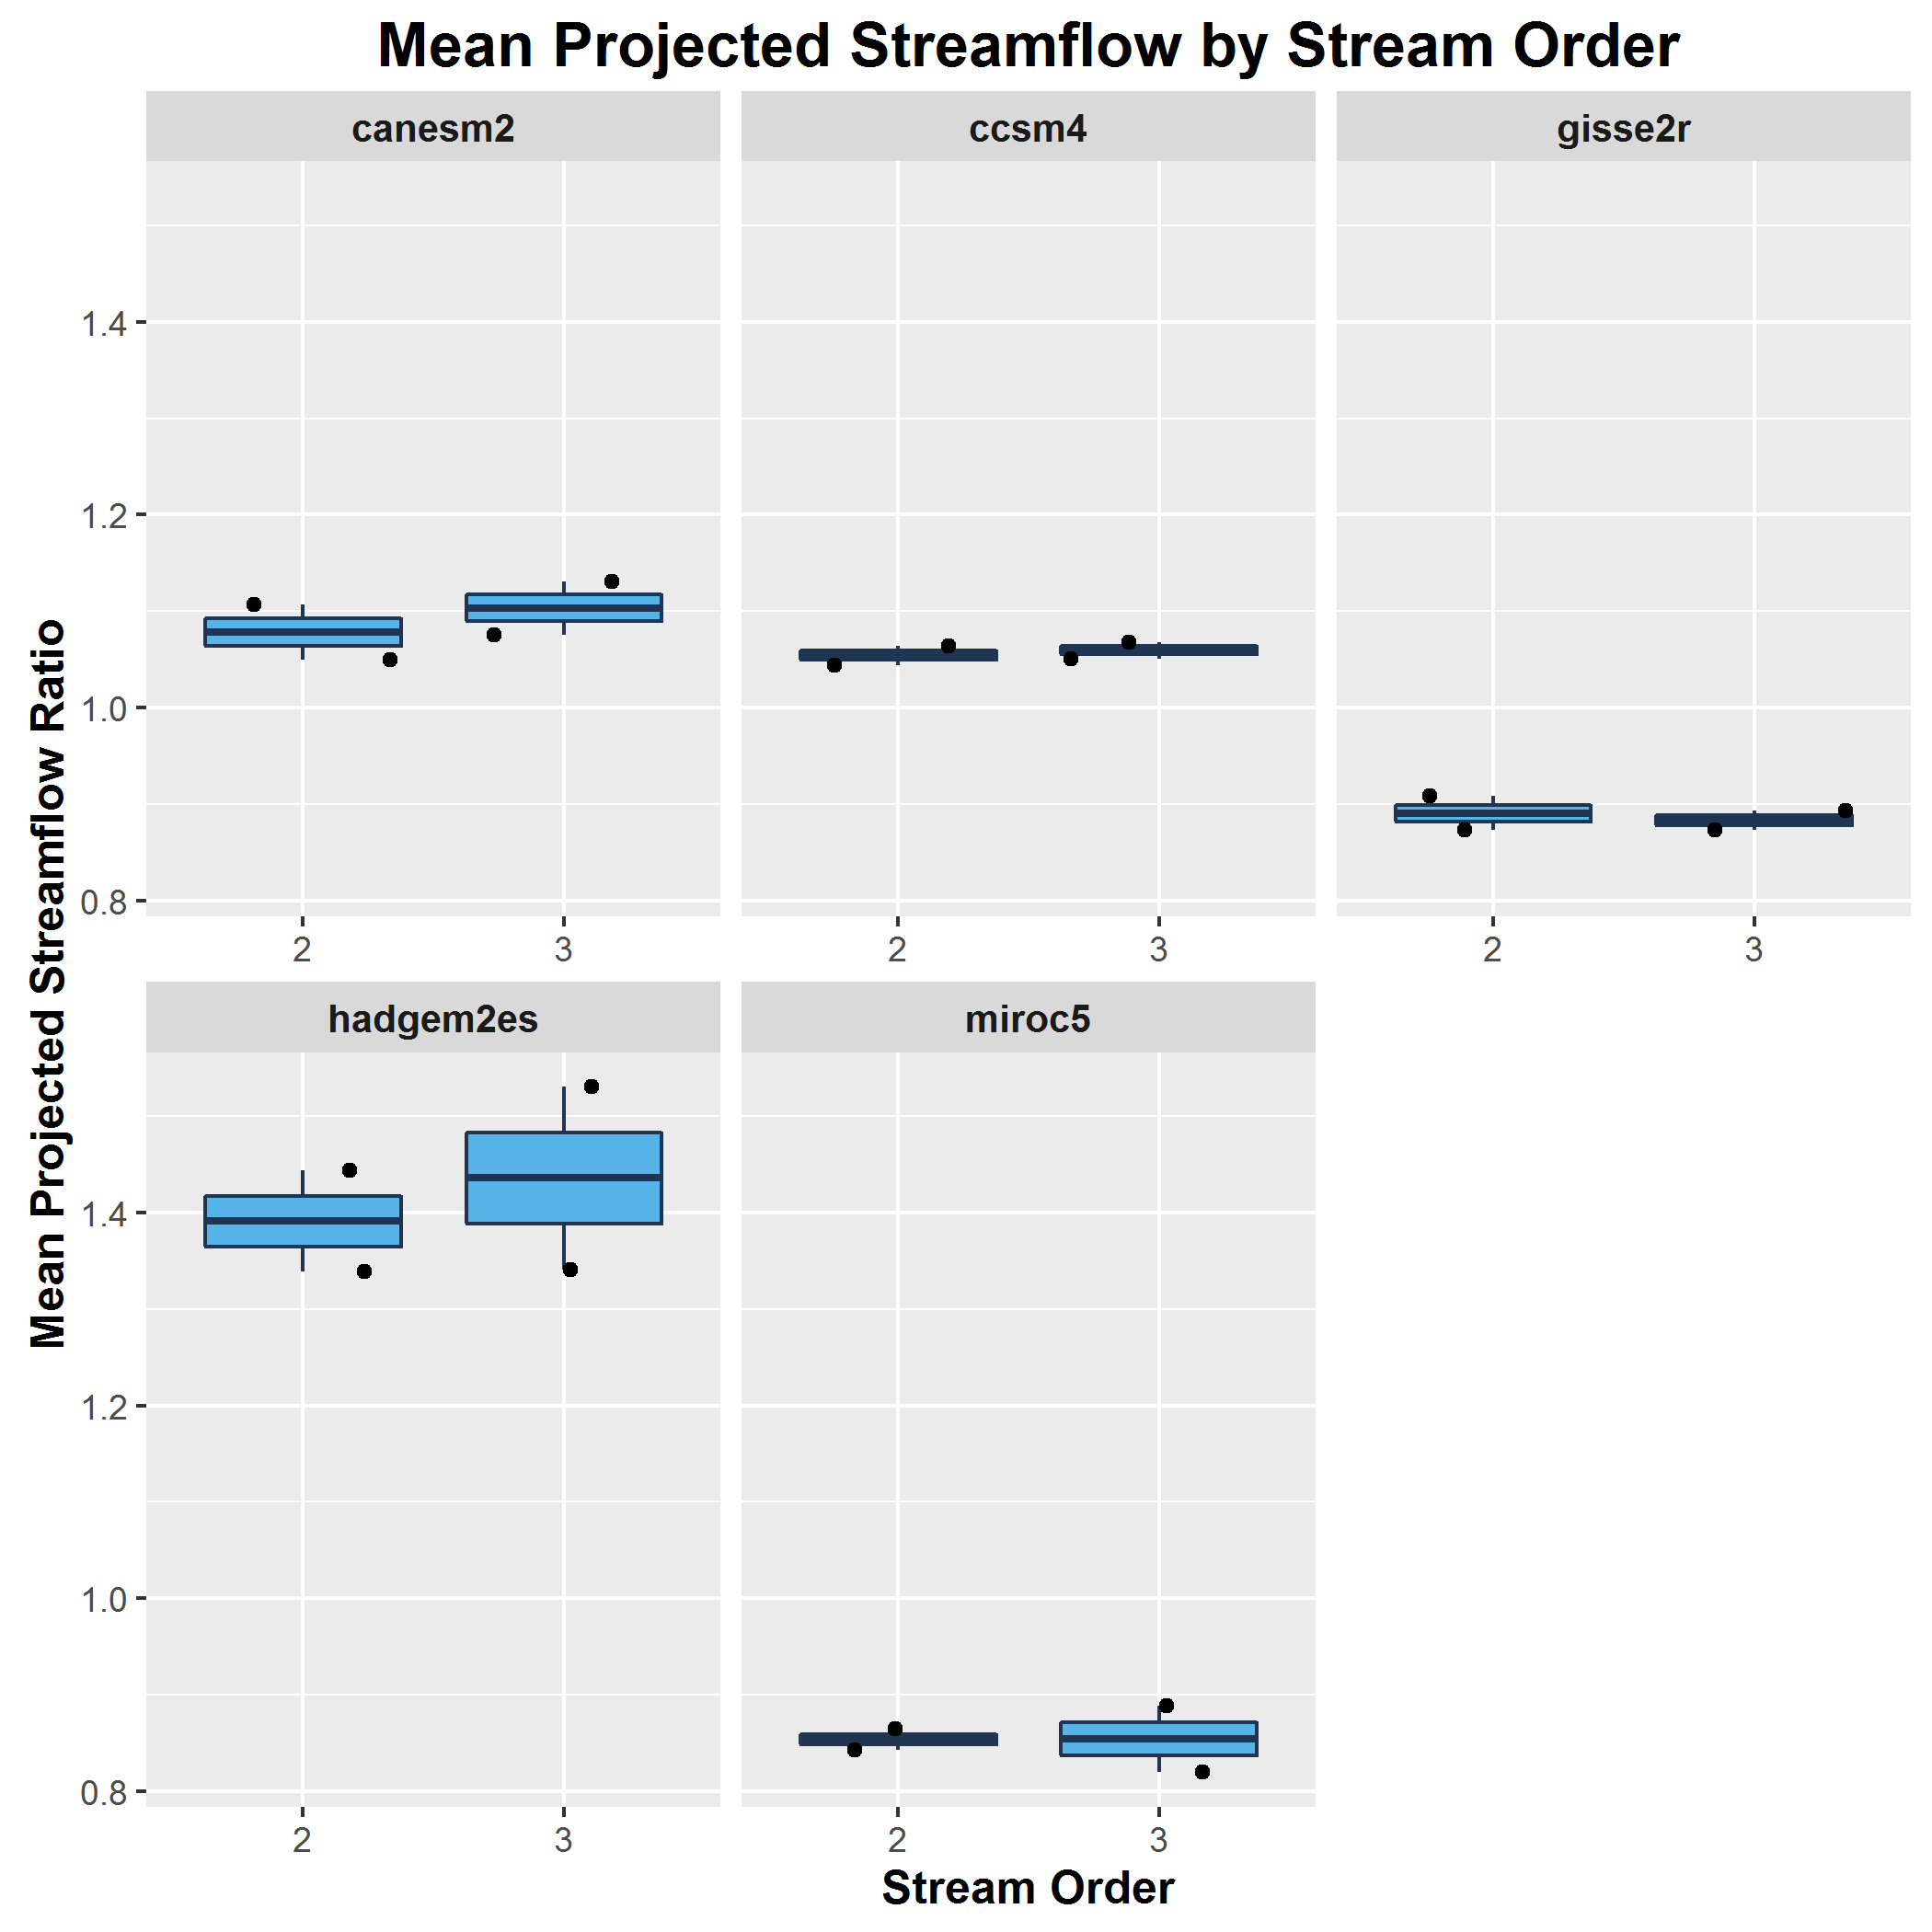 Mean Projected Streamflow by Stream Order
canesm2 ccsm4 gisse2r
1.4
1.2
1.0
0.8
2 3 2 3 2 3
Mean Projected Streamflow Ratio
hadgem2es miroc5
1.4
1.2
1.0
0.8
2 3 2 3
Stream Order